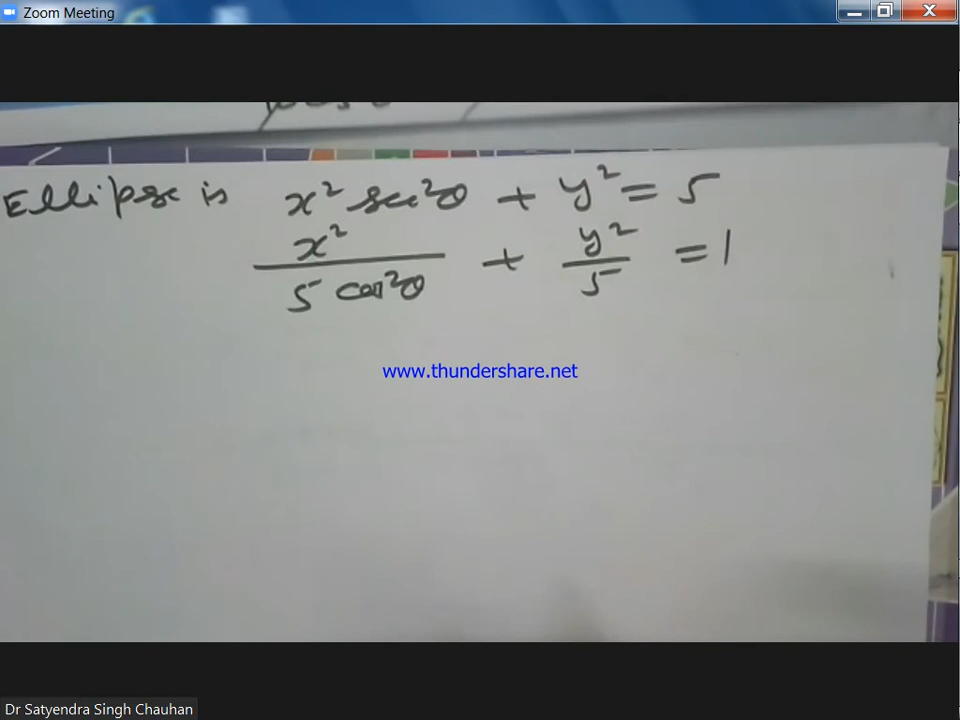 Zoom Meeting
Ellipse is x² sec²θ + y² = 5
x²/5 cos²θ + y²/5 = 1
www.thundershare.net
Dr Satyendra Singh Chauhan